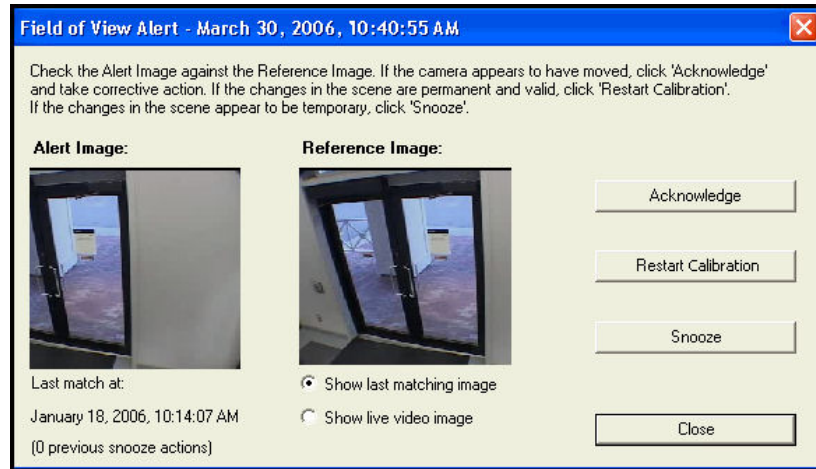 Field of View Alert - March 30, 2006, 10:40:55 AM
Check the Alert Image against the Reference Image. If the camera appears to have moved, click 'Acknowledge'
and take corrective action. If the changes in the scene are permanent and valid, click 'Restart Calibration'.
If the changes in the scene appear to be temporary, click 'Snooze'.
Alert Image:
Reference Image:
Acknowledge
Restart Calibration
Snooze
Last match at:
Show last matching image
January 18, 2006, 10:14:07 AM
Show live video image
Close
(0 previous snooze actions)